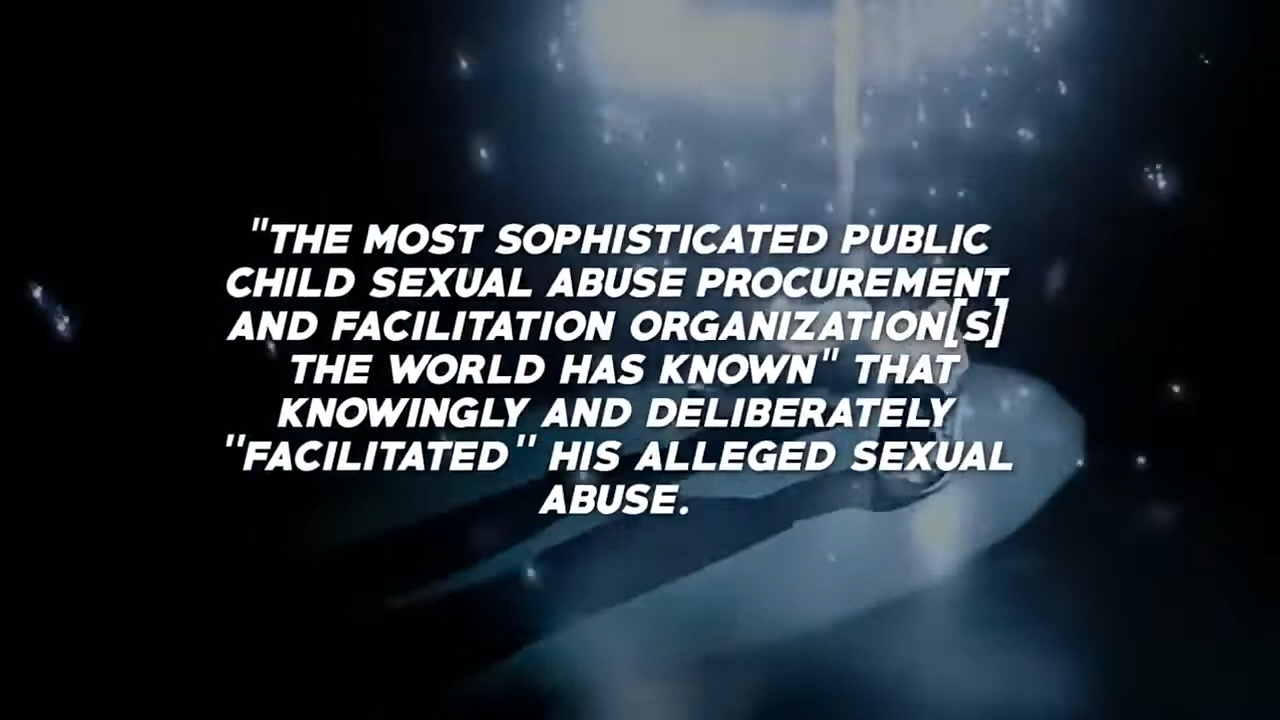 "THE MOST SOPHISTICATED PUBLIC
CHILD SEXUAL ABUSE PROCUREMENT
AND FACILITATION ORGANIZATION[S]
THE WORLD HAS KNOWN" THAT
KNOWINGLY AND DELIBERATELY
"FACILITATED" HIS ALLEGED SEXUAL
ABUSE.